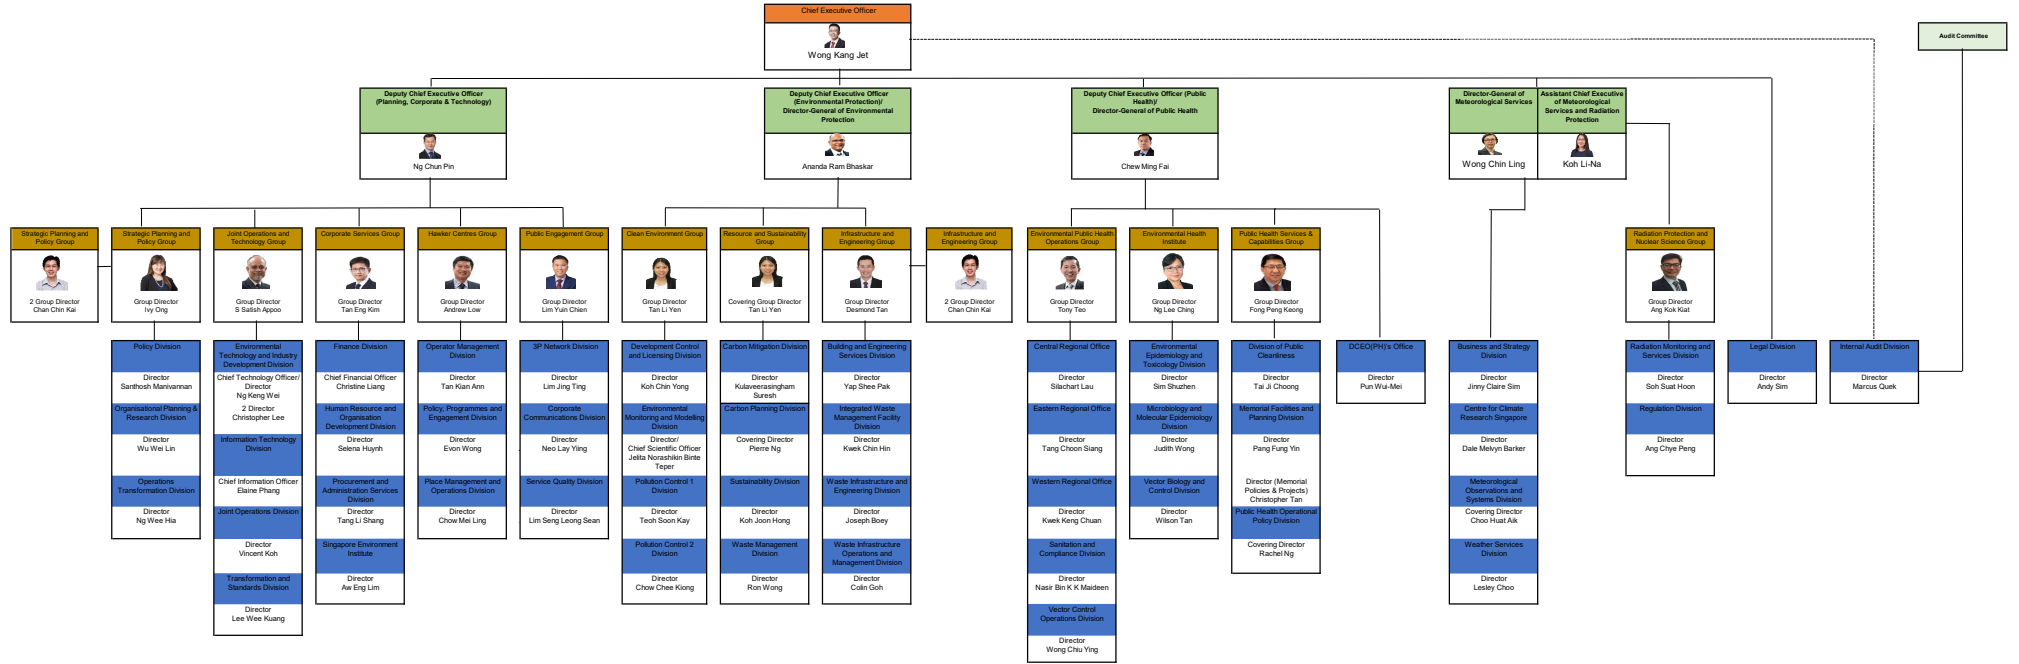 Chief Executive Officer
Wong Kang Jet
Audit Committee
Deputy Chief Executive Officer
(Planning, Corporate & Technology)
Ng Chun Pin
Deputy Chief Executive Officer
(Environmental Protection)/
Director-General of Environmental
Protection
Ananda Ram Bhaskar
Deputy Chief Executive Officer (Public
Health)/
Director-General of Public Health
Chew Ming Fai
Director-General of
Meteorological Services
Wong Chin Ling
Assistant Chief Executive
of Meteorological
Services and Radiation
Protection
Koh Li-Na
Strategic Planning and
Policy Group
2 Group Director
Chan Chin Kai
Strategic Planning and
Policy Group
Group Director
Ivy Ong
Policy Division
Director
Santhosh Manivannan
Organisational Planning &
Research Division
Director
Wu Wei Lin
Operations
Transformation Division
Director
Ng Wee Hia
Joint Operations and
Technology Group
Group Director
S Satish Appoo
Environmental
Technology and Industry
Development Division
Chief Technology Officer/
Director
Ng Keng Wei
2 Director
Christopher Lee
Information Technology
Division
Chief Information Officer
Elaine Phang
Joint Operations Division
Director
Vincent Koh
Transformation and
Standards Division
Director
Lee Wee Kuang
Corporate Services Group
Group Director
Tan Eng Kim
Finance Division
Chief Financial Officer
Christine Liang
Human Resource and
Organisation
Development Division
Director
Selena Huynh
Procurement and
Administration Services
Division
Director
Tang Li Shang
Singapore Environment
Institute
Director
Aw Eng Lim
Hawker Centres Group
Group Director
Andrew Low
Operator Management
Division
Director
Tan Kian Ann
Policy, Programmes and
Engagement Division
Director
Evon Wong
Place Management and
Operations Division
Director
Chow Mei Ling
Public Engagement Group
Group Director
Lim Yuin Chien
3P Network Division
Director
Lim Jing Ting
Corporate
Communications Division
Director
Neo Lay Yiing
Service Quality Division
Director
Lim Seng Leong Sean
Clean Environment Group
Group Director
Tan Li Yen
Development Control
and Licensing Division
Director
Koh Chin Yong
Environmental
Monitoring and Modelling
Division
Director/
Chief Scientific Officer
Jelita Norashikin Binte
Teper
Pollution Control 1
Division
Director
Teoh Soon Kay
Pollution Control 2
Division
Director
Chow Chee Kiong
Resource and Sustainability
Group
Covering Group Director
Tan Li Yen
Carbon Mitigation Division
Director
Kulaveerasingham
Suresh
Carbon Planning Division
Covering Director
Pierre Ng
Sustainability Division
Director
Koh Joon Hong
Waste Management
Division
Director
Ron Wong
Infrastructure and
Engineering Group
Group Director
Desmond Tan
Building and Engineering
Services Division
Director
Yap Shee Pak
Integrated Waste
Management Facility
Division
Director
Kwek Chin Hin
Waste Infrastructure and
Engineering Division
Director
Joseph Boey
Waste Infrastructure
Operations and
Management Division
Director
Colin Goh
Infrastructure and
Engineering Group
2 Group Director
Chan Chin Kai
Environmental Public Health
Operations Group
Group Director
Tony Teo
Central Regional Office
Director
Silachart Lau
Eastern Regional Office
Director
Tang Choon Siang
Western Regional Office
Director
Kwek Keng Chuan
Sanitation and
Compliance Division
Director
Nasir Bin K K Maideen
Vector Control
Operations Division
Director
Wong Chiu Ying
Environmental Health
Institute
Group Director
Ng Lee Ching
Environmental
Epidemiology and
Toxicology Division
Director
Sim Shuzhen
Microbiology and
Molecular Epidemiology
Division
Director
Judith Wong
Vector Biology and
Control Division
Director
Wilson Tan
Public Health Services &
Capabilities Group
Group Director
Fong Peng Keong
Division of Public
Cleanliness
Director
Tai Ji Choong
Memorial Facilities and
Planning Division
Director
Pang Fung Yin
Director (Memorial
Policies & Projects)
Christopher Tan
Public Health Operational
Policy Division
Covering Director
Rachel Ng
DCEO(PH)'s Office
Director
Pun Wui-Mei
Business and Strategy
Division
Director
Jinny Claire Sim
Centre for Climate
Research Singapore
Director
Dale Melvyn Barker
Meteorological
Observations and
Systems Division
Covering Director
Choo Huat Aik
Weather Services
Division
Director
Lesley Choo
Radiation Protection and
Nuclear Science Group
Group Director
Ang Kok Kiat
Radiation Monitoring and
Services Division
Director
Soh Suat Hoon
Regulation Division
Director
Ang Chye Peng
Legal Division
Director
Andy Sim
Internal Audit Division
Director
Marcus Quek